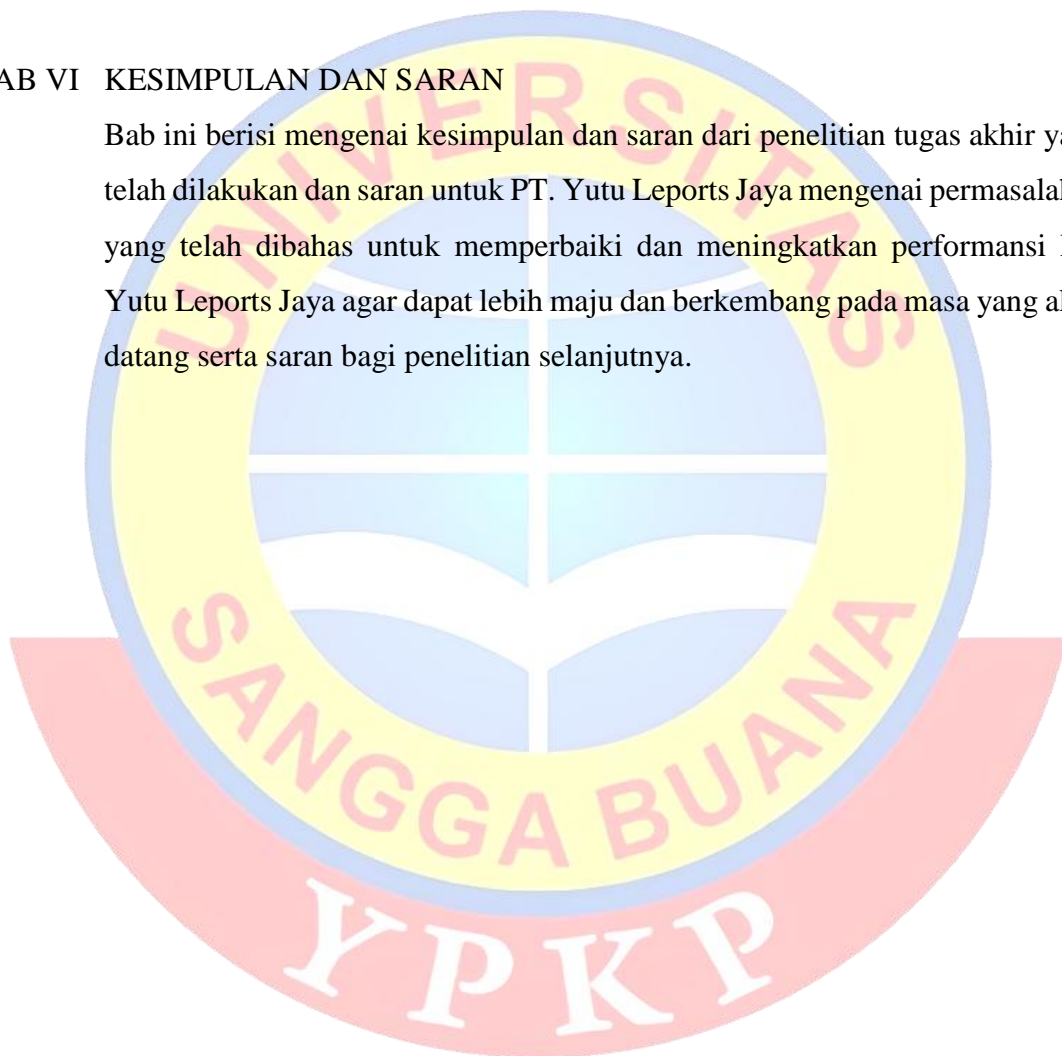 AB VI KESIMPULAN DAN SARAN
Bab ini berisi mengenai kesimpulan dan saran dari penelitian tugas akhir ya
telah dilakukan dan saran untuk PT. Yutu Leports Jaya mengenai permasala
yang telah dibahas untuk memperbaiki dan meningkatkan performansi
Yutu Leports Jaya agar dapat lebih maju dan berkembang pada masa yang a
datang serta saran bagi penelitian selanjutnya.
UNIVERSITAS
SANGGA BUANA
YPKP